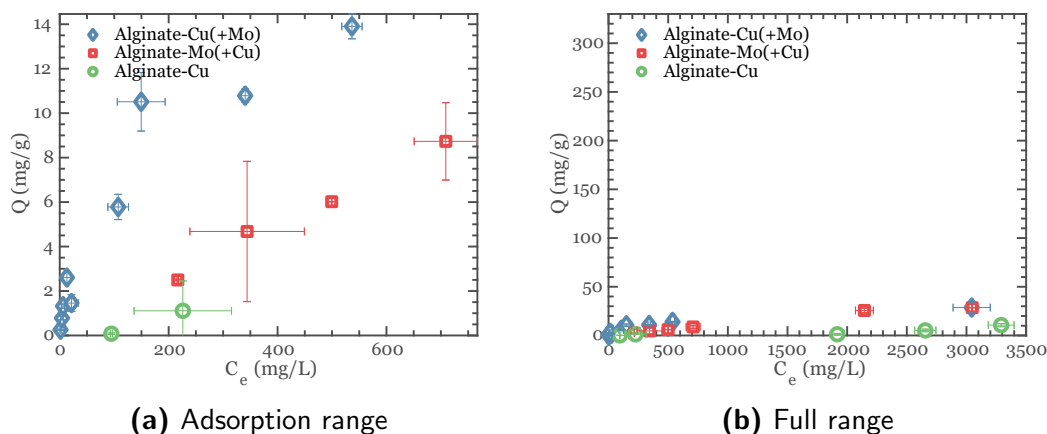 14
12
10
8
6
4
2
0
Q (mg/g)
Alginate-Cu(+Mo)
Alginate-Mo(+Cu)
Alginate-Cu
0 200 400 600
C_e (mg/L)
(a) Adsorption range
300
250
200
150
100
50
0
Q (mg/g)
Alginate-Cu(+Mo)
Alginate-Mo(+Cu)
Alginate-Cu
0 500 1000 1500 2000 2500 3000 3500
C_e (mg/L)
(b) Full range